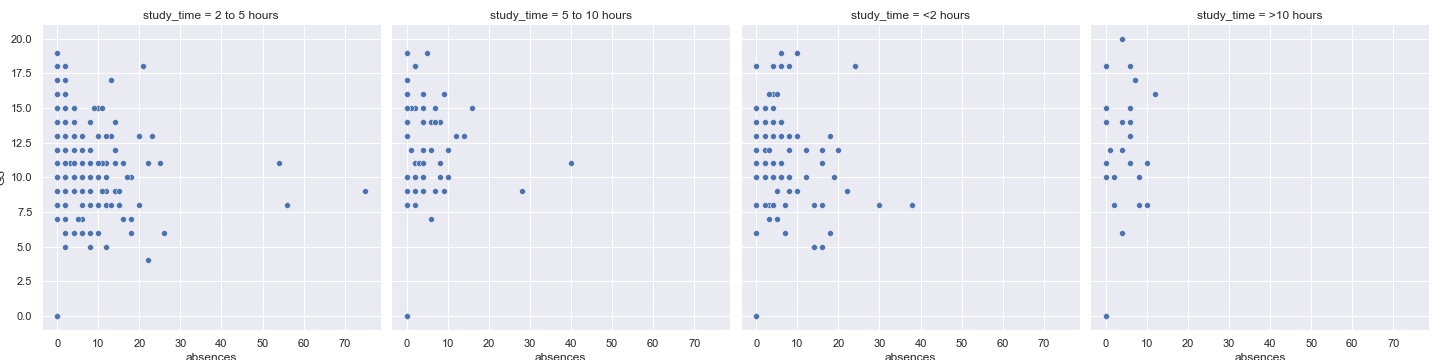 study_time = 2 to 5 hours
study_time = 5 to 10 hours
study_time = <2 hours
study_time = >10 hours
20.0
17.5
15.0
12.5
10.0
7.5
5.0
2.5
0.0
0 10 20 30 40 50 60 70
0 10 20 30 40 50 60 70
0 10 20 30 40 50 60 70
0 10 20 30 40 50 60 70
absences
absences
absences
absences